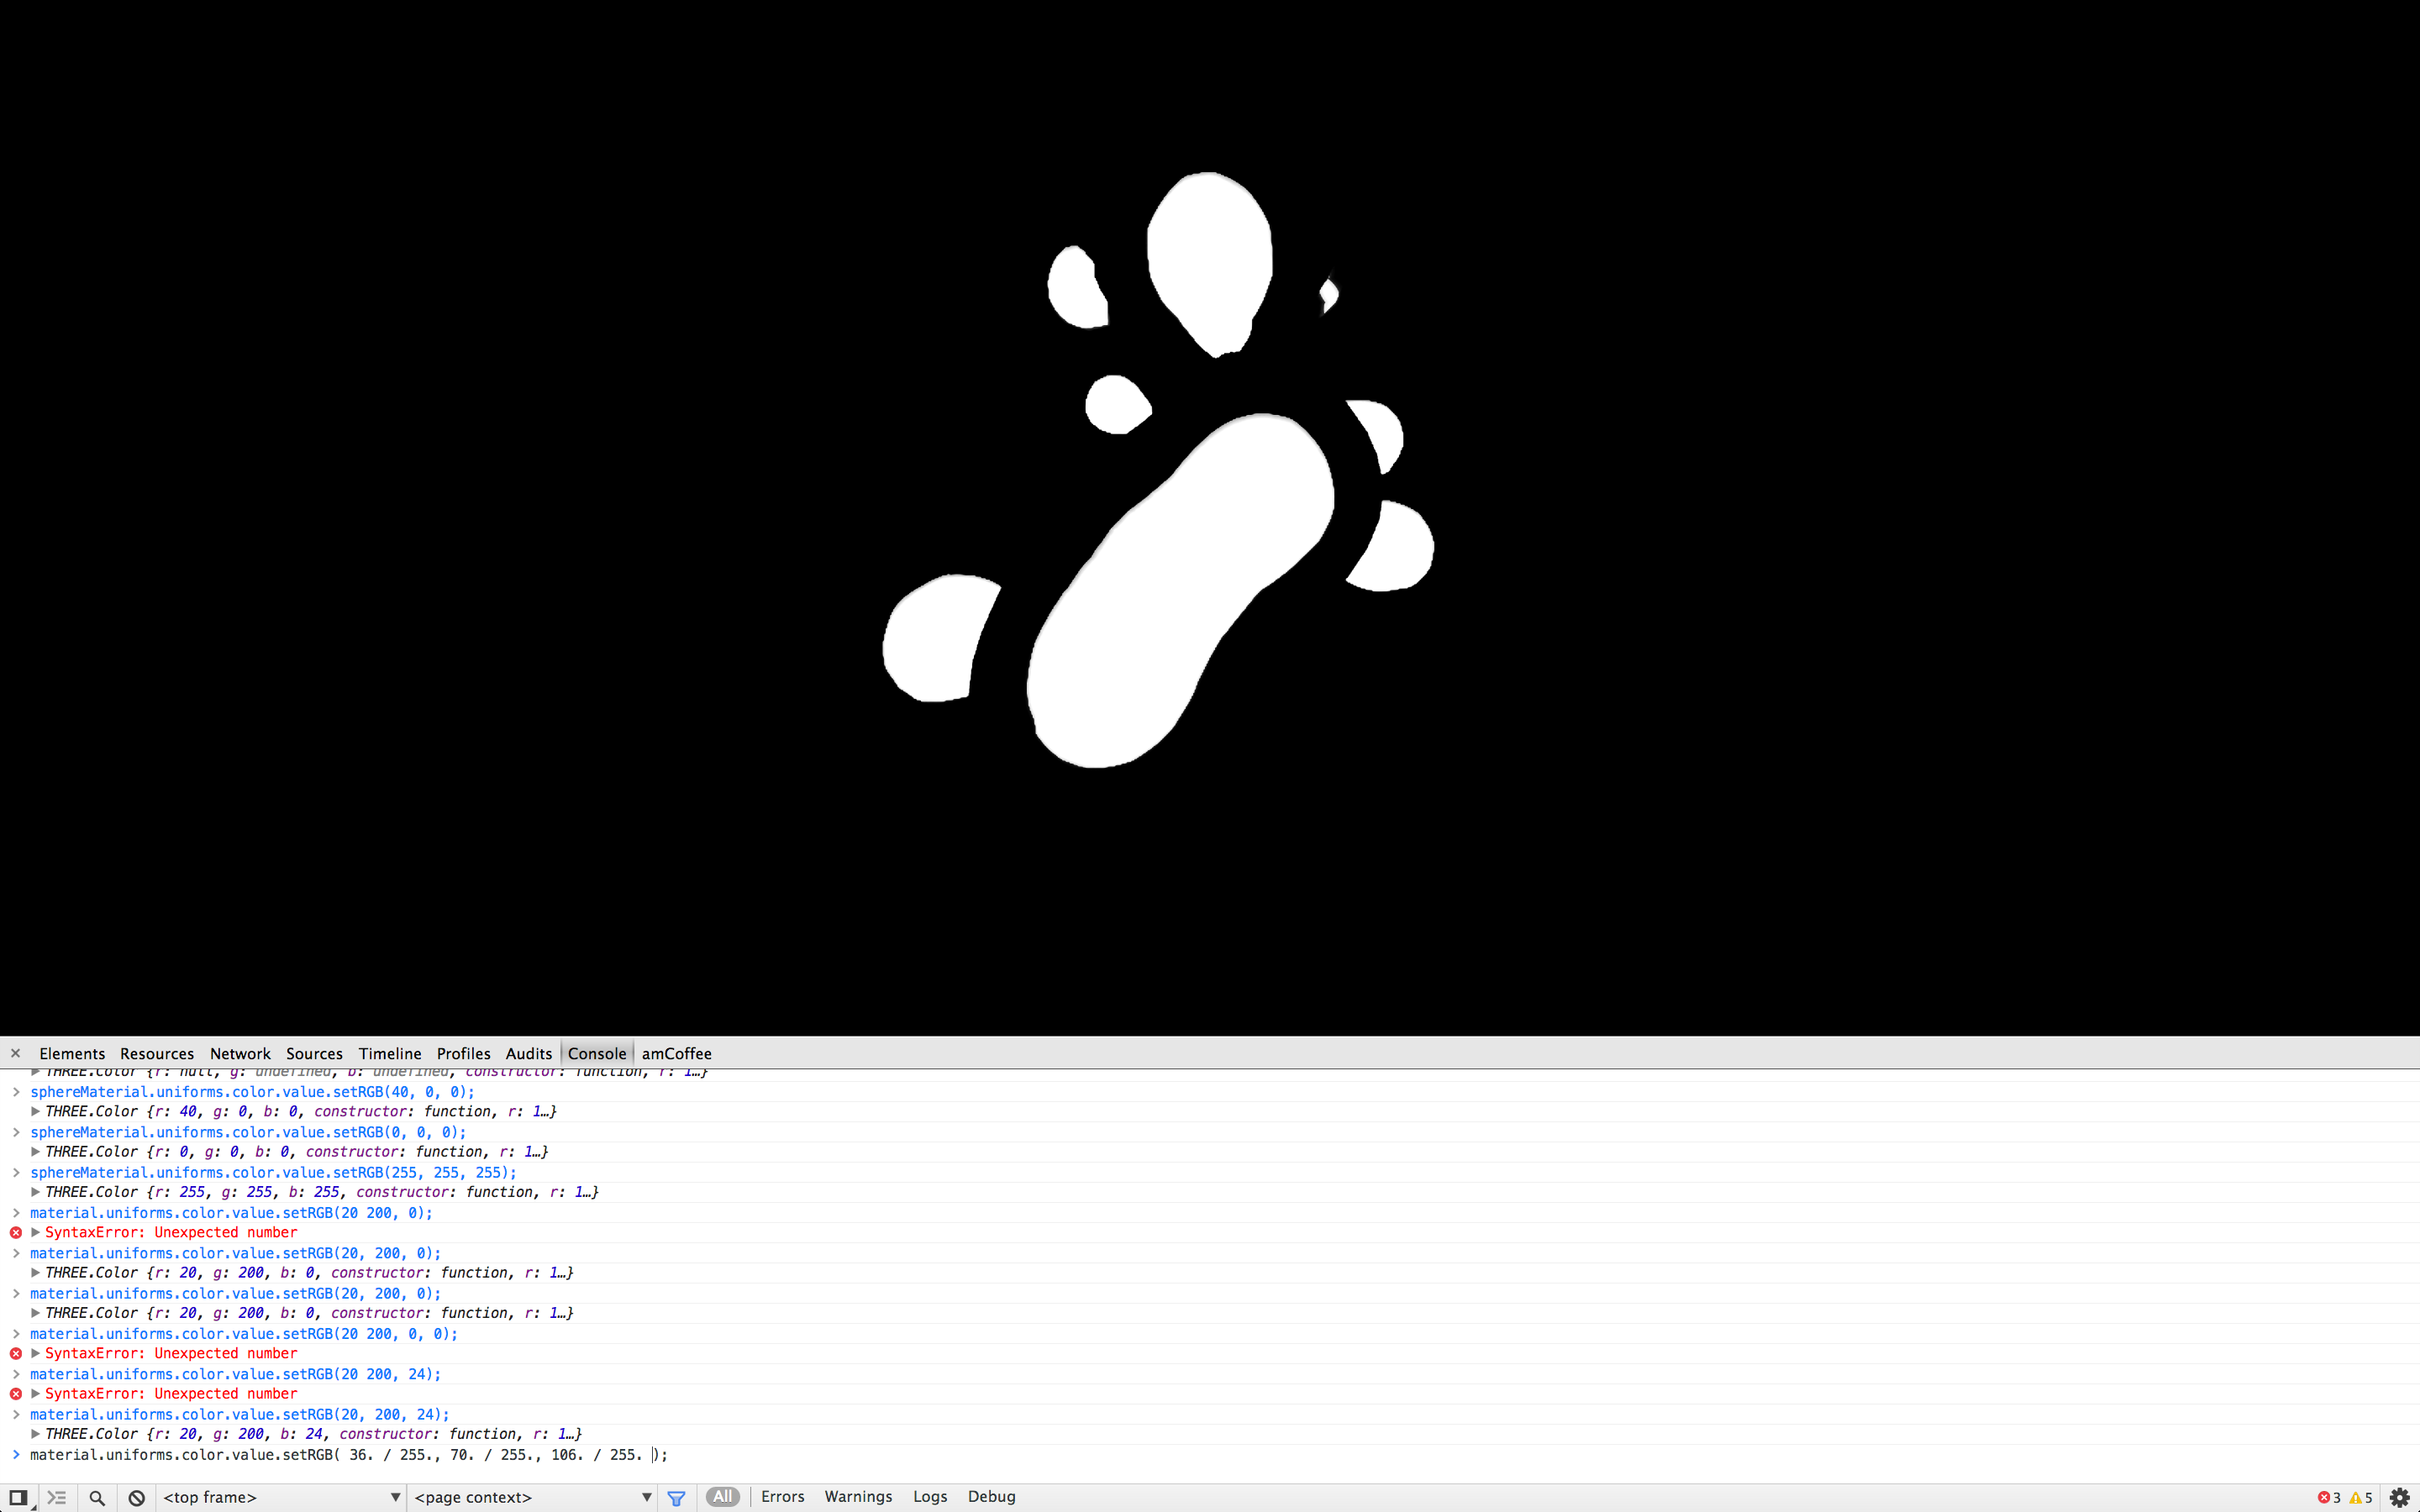 × Elements Resources Network Sources Timeline Profiles Audits Console amCoffee
▶ THREE.Color {r: null, g: undefined, b: undefined, constructor: function, r: 1…}
> sphereMaterial.uniforms.color.value.setRGB(40, 0, 0);
▶ THREE.Color {r: 40, g: 0, b: 0, constructor: function, r: 1…}
> sphereMaterial.uniforms.color.value.setRGB(0, 0, 0);
▶ THREE.Color {r: 0, g: 0, b: 0, constructor: function, r: 1…}
> sphereMaterial.uniforms.color.value.setRGB(255, 255, 255);
▶ THREE.Color {r: 255, g: 255, b: 255, constructor: function, r: 1…}
> material.uniforms.color.value.setRGB(20 200, 0);
▶ SyntaxError: Unexpected number
> material.uniforms.color.value.setRGB(20, 200, 0);
▶ THREE.Color {r: 20, g: 200, b: 0, constructor: function, r: 1…}
> material.uniforms.color.value.setRGB(20, 200, 0);
▶ THREE.Color {r: 20, g: 200, b: 0, constructor: function, r: 1…}
> material.uniforms.color.value.setRGB(20 200, 0, 0);
▶ SyntaxError: Unexpected number
> material.uniforms.color.value.setRGB(20 200, 24);
▶ SyntaxError: Unexpected number
> material.uniforms.color.value.setRGB(20, 200, 24);
▶ THREE.Color {r: 20, g: 200, b: 24, constructor: function, r: 1…}
> material.uniforms.color.value.setRGB( 36. / 255., 70. / 255., 106. / 255. );
<top frame> ▼ <page context> ▼ All Errors Warnings Logs Debug 3 5